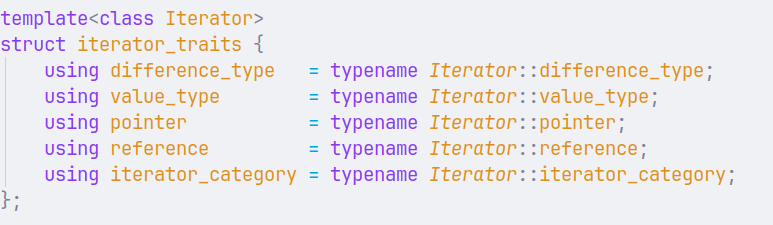 template<class Iterator>
struct iterator_traits {
    using difference_type   = typename Iterator::difference_type;
    using value_type        = typename Iterator::value_type;
    using pointer           = typename Iterator::pointer;
    using reference         = typename Iterator::reference;
    using iterator_category = typename Iterator::iterator_category;
};